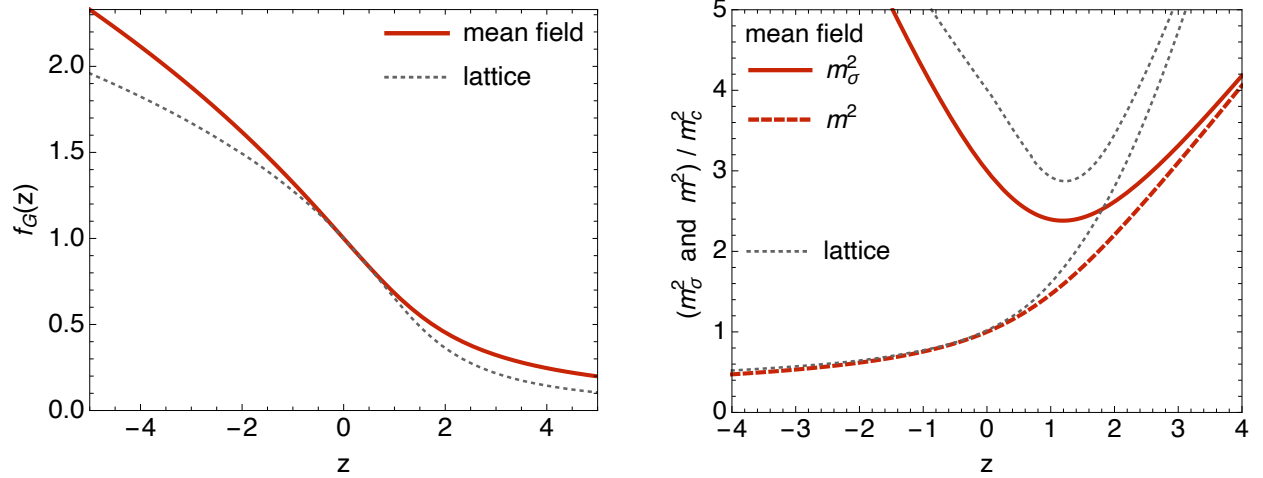 mean field
lattice
f_G(z)
2.0
1.5
1.0
0.5
0.0
−4 −2 0 2 4
z
mean field
m_σ^2
m^2
lattice
(m_σ^2 and m^2) / m_c^2
5
4
3
2
1
0
−4 −3 −2 −1 0 1 2 3 4
z